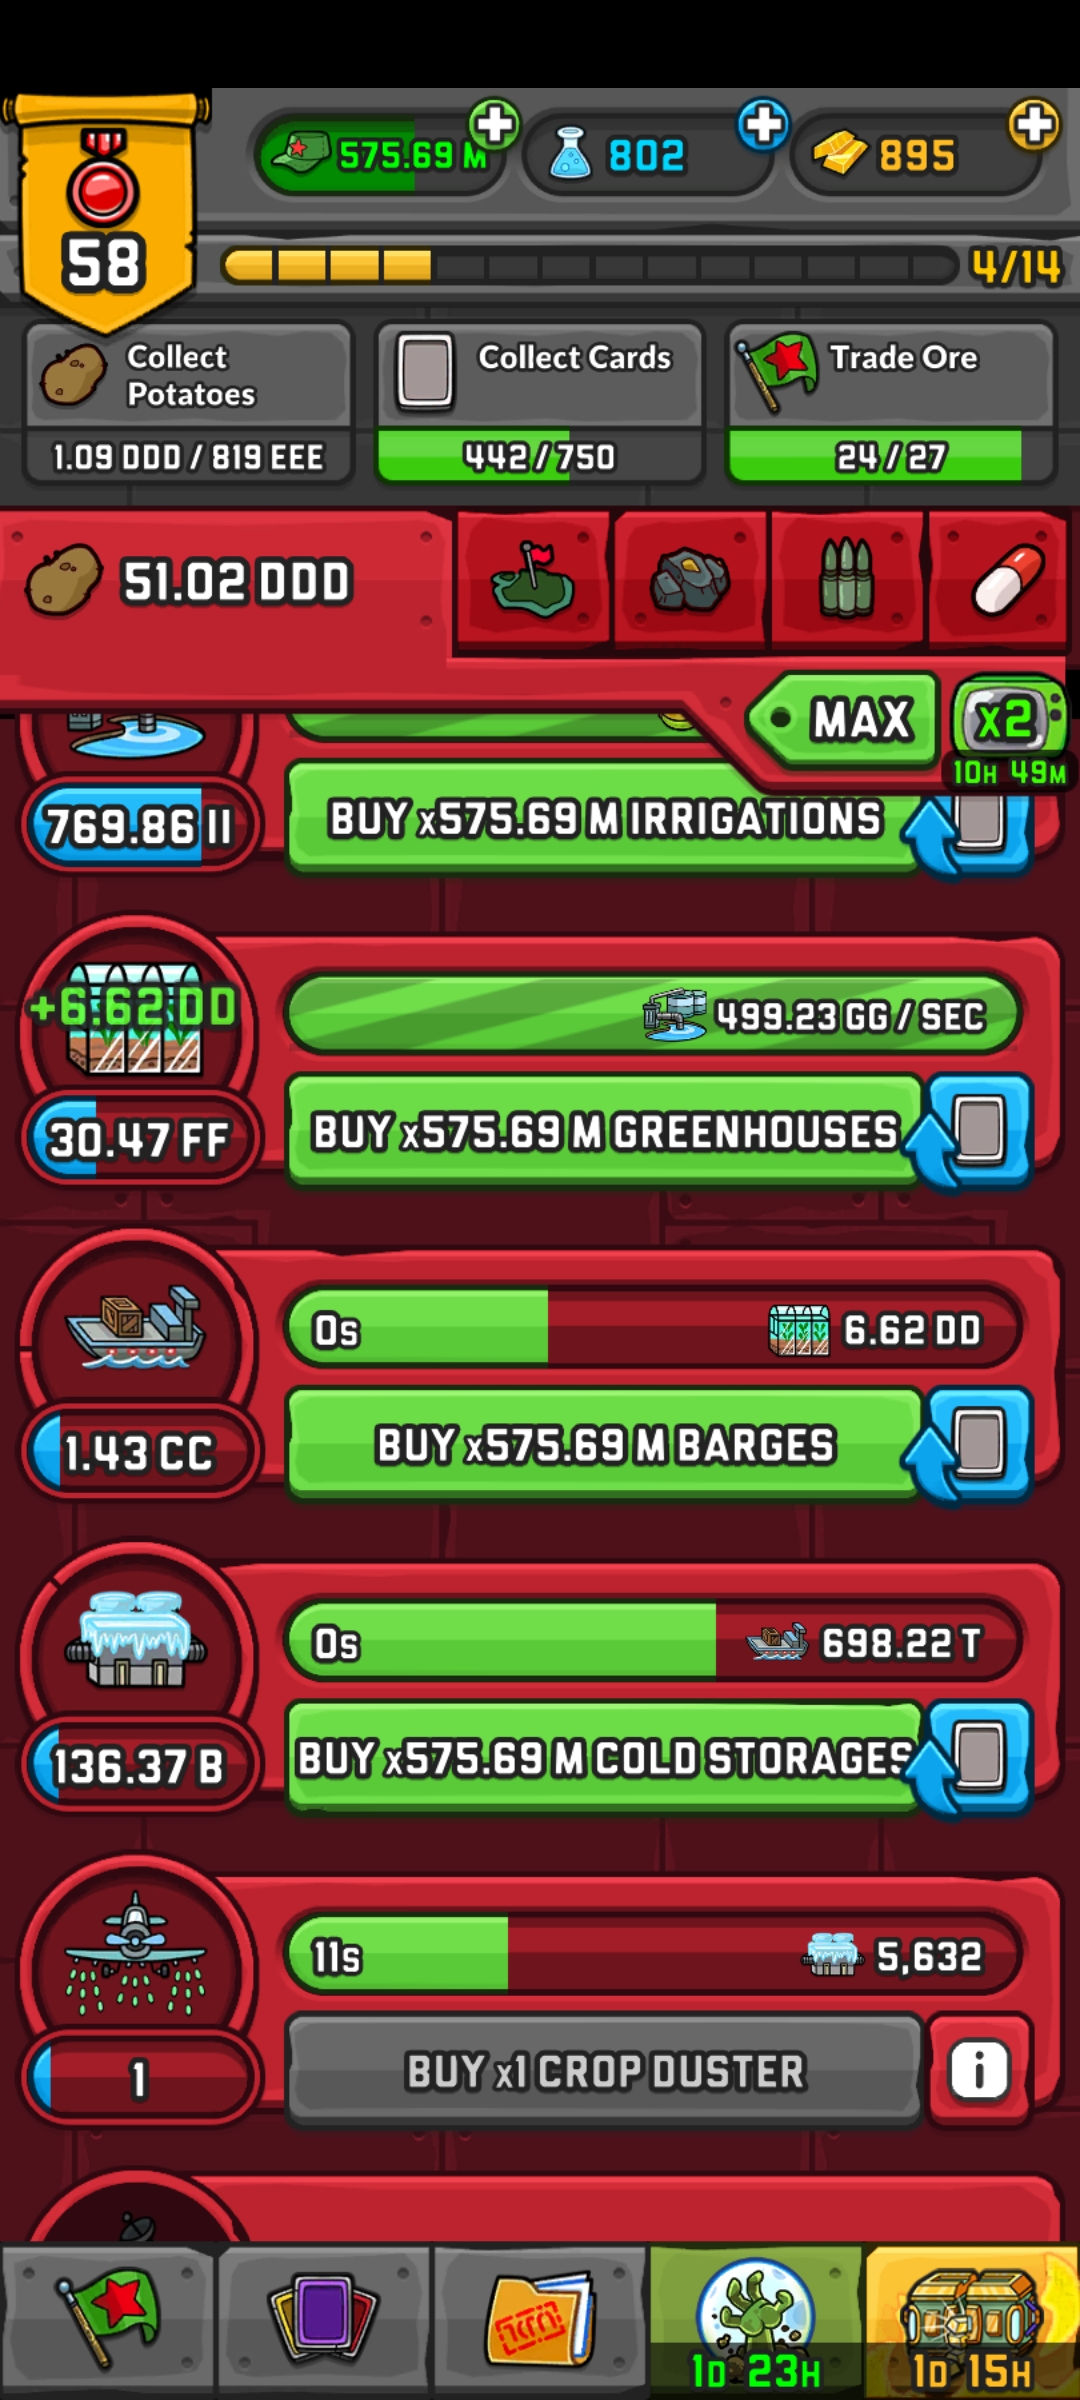 575.69 M
802
895
58
4/14
Collect Potatoes
1.09 DDD / 819 EEE
Collect Cards
442/750
Trade Ore
24/27
51.02 DDD
MAX
x2
10H 49M
769.86 II
BUY x575.69 M IRRIGATIONS
+6.62 DD
499.23 GG / SEC
30.47 FF
BUY x575.69 M GREENHOUSES
0s
6.62 DD
1.43 CC
BUY x575.69 M BARGES
0s
698.22 T
136.37 B
BUY x575.69 M COLD STORAGES
11s
5,632
1
BUY x1 CROP DUSTER
i
1D 23H
1D 15H